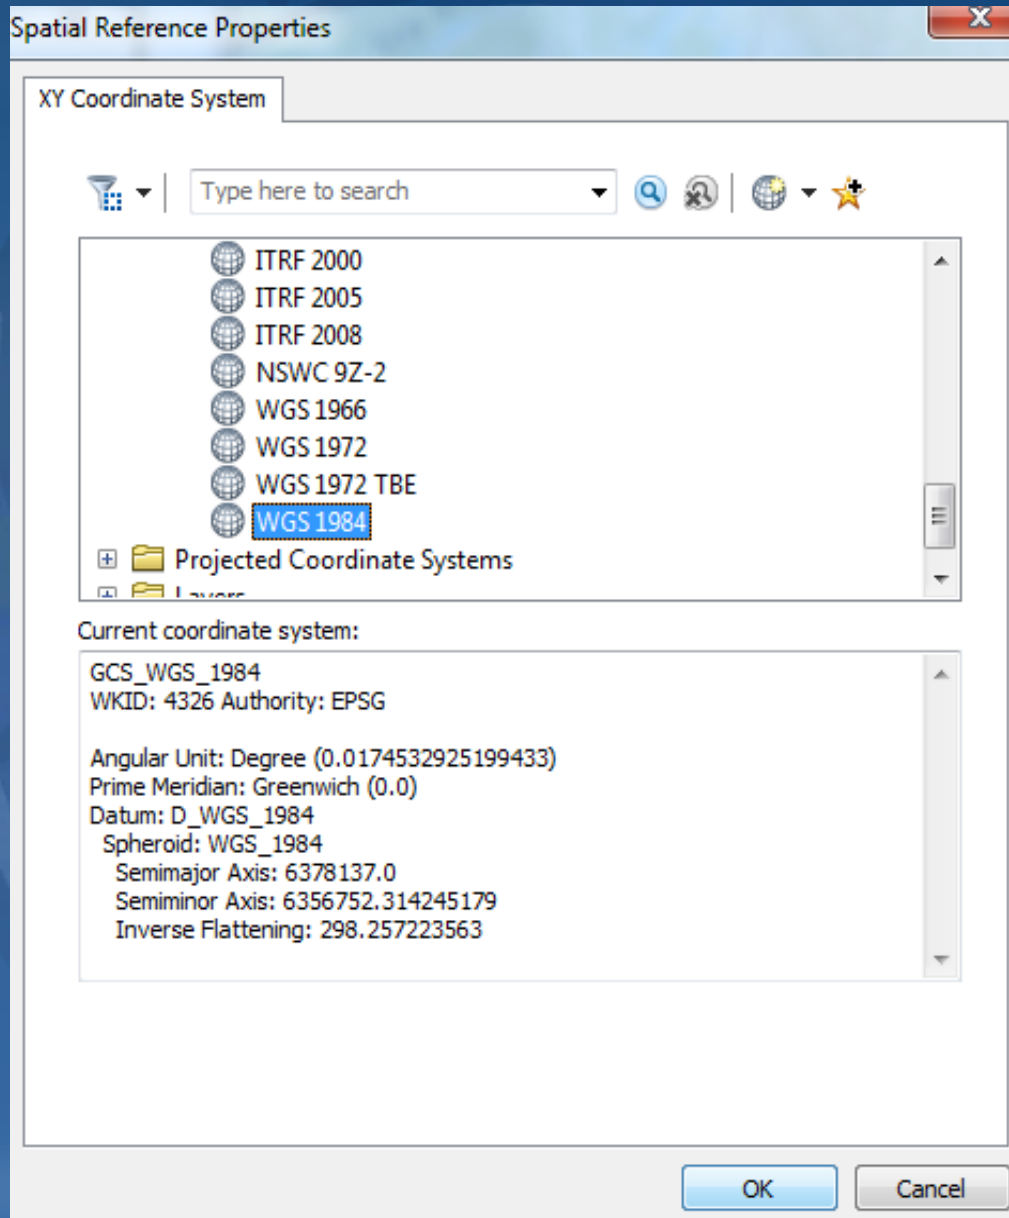 Spatial Reference Properties
XY Coordinate System
Type here to search
ITRF 2000
ITRF 2005
ITRF 2008
NSWC 9Z-2
WGS 1966
WGS 1972
WGS 1972 TBE
WGS 1984
Projected Coordinate Systems
Layers
Current coordinate system:
GCS_WGS_1984
WKID: 4326 Authority: EPSG
Angular Unit: Degree (0.0174532925199433)
Prime Meridian: Greenwich (0.0)
Datum: D_WGS_1984
Spheroid: WGS_1984
Semimajor Axis: 6378137.0
Semiminor Axis: 6356752.314245179
Inverse Flattening: 298.257223563
OK Cancel